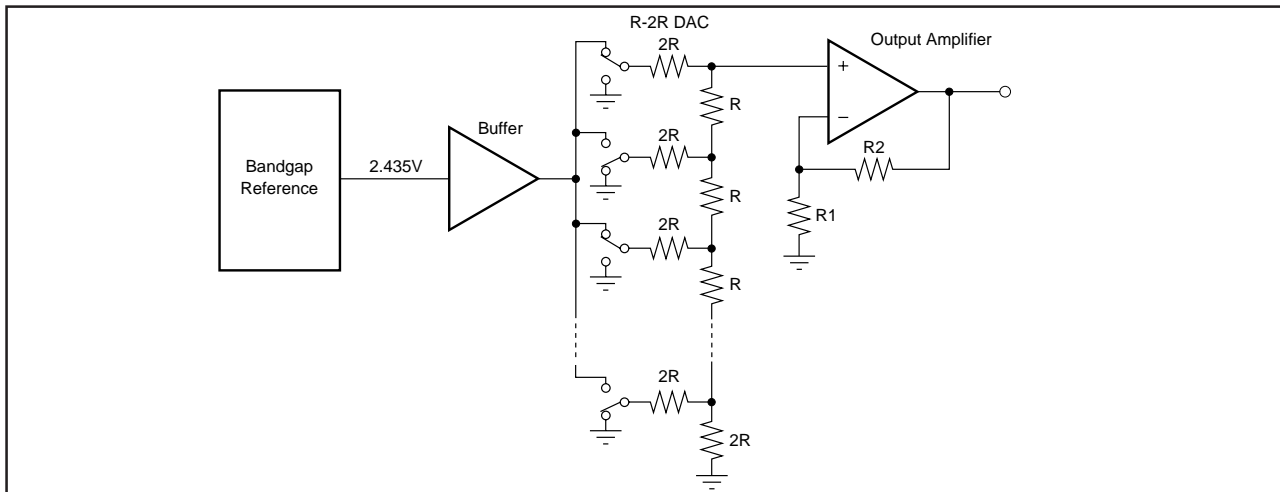 R-2R DAC
2R
Output Amplifier
+
R
−
Buffer
2R
R2
Bandgap
Reference
2.435V
R
R1
2R
R
2R
2R